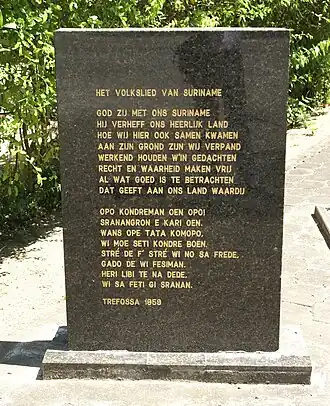 HET VOLKSLIED VAN SURINAME
GOD ZIJ MET ONS SURINAME
HIJ VERHEFF ONS HEERLIJK LAND
HOE WIJ HIER OOK SAMEN KWAMEN
AAN ZIJN GROND ZIJN WIJ VERPAND
WERKEND HOUDEN W'IN GEDACHTEN
RECHT EN WAARHEID MAKEN VRIJ
AL WAT GOED IS TE BETRACHTEN
DAT GEEFT AAN ONS LAND WAARDIJ
OPO KONDREMAN OEN OPO!
SRANANGRON E KARI OEN.
WANS OPE TATA KOMOPO,
WI MOE SETI KONDRE BOEN.
STRÉ DE F' STRÉ WI NO SA FREDE,
GADO DE WI FESIMAN.
HERI LIBI TE NA DEDE,
WI SA FETI GI SRANAN.
TREFOSSA 1959